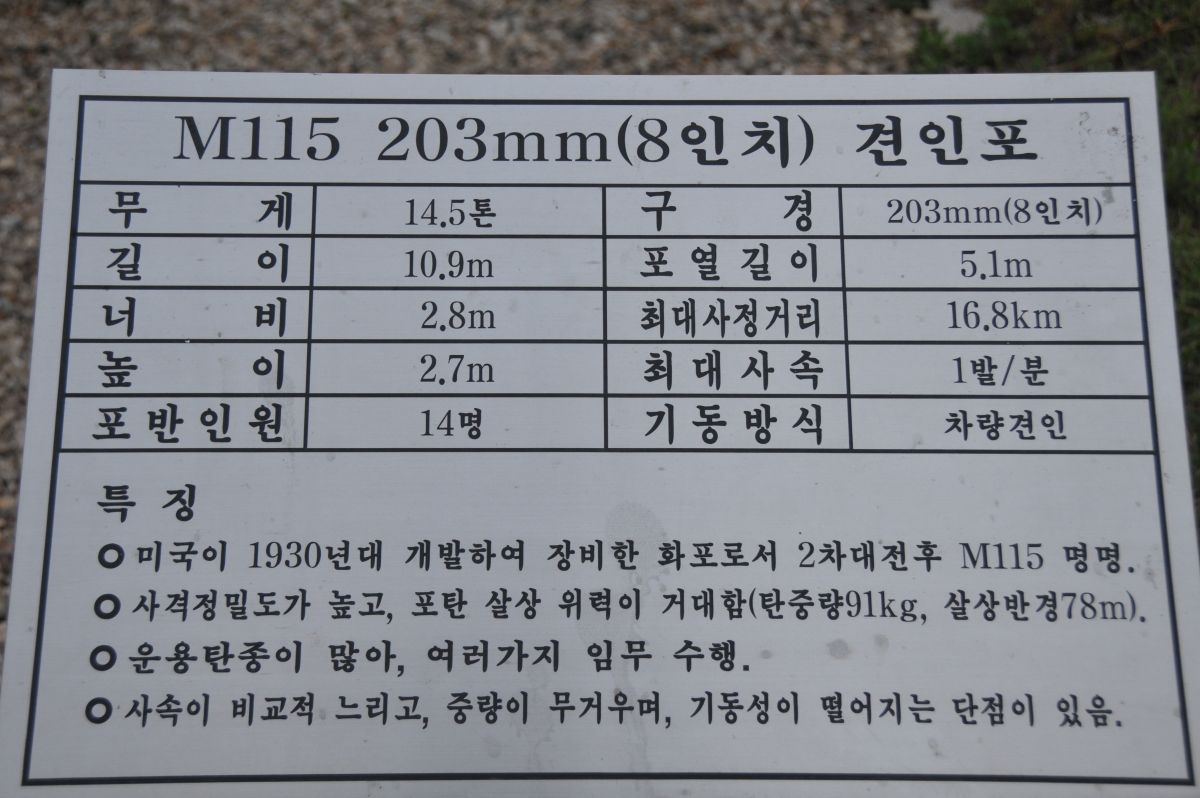 M115 203mm(8인치) 견인포
무 게 14.5톤 구 경 203mm(8인치)
길 이 10.9m 포열길이 5.1m
너 비 2.8m 최대사정거리 16.8km
높 이 2.7m 최대사속 1발/분
포반인원 14명 기동방식 차량견인
특 징
○ 미국이 1930년대 개발하여 장비한 화포로서 2차대전후 M115 명명.
○ 사격정밀도가 높고, 포탄 살상 위력이 거대함(탄중량91kg, 살상반경78m).
○ 운용탄종이 많아, 여러가지 임무 수행.
○ 사속이 비교적 느리고, 중량이 무거우며, 기동성이 떨어지는 단점이 있음.